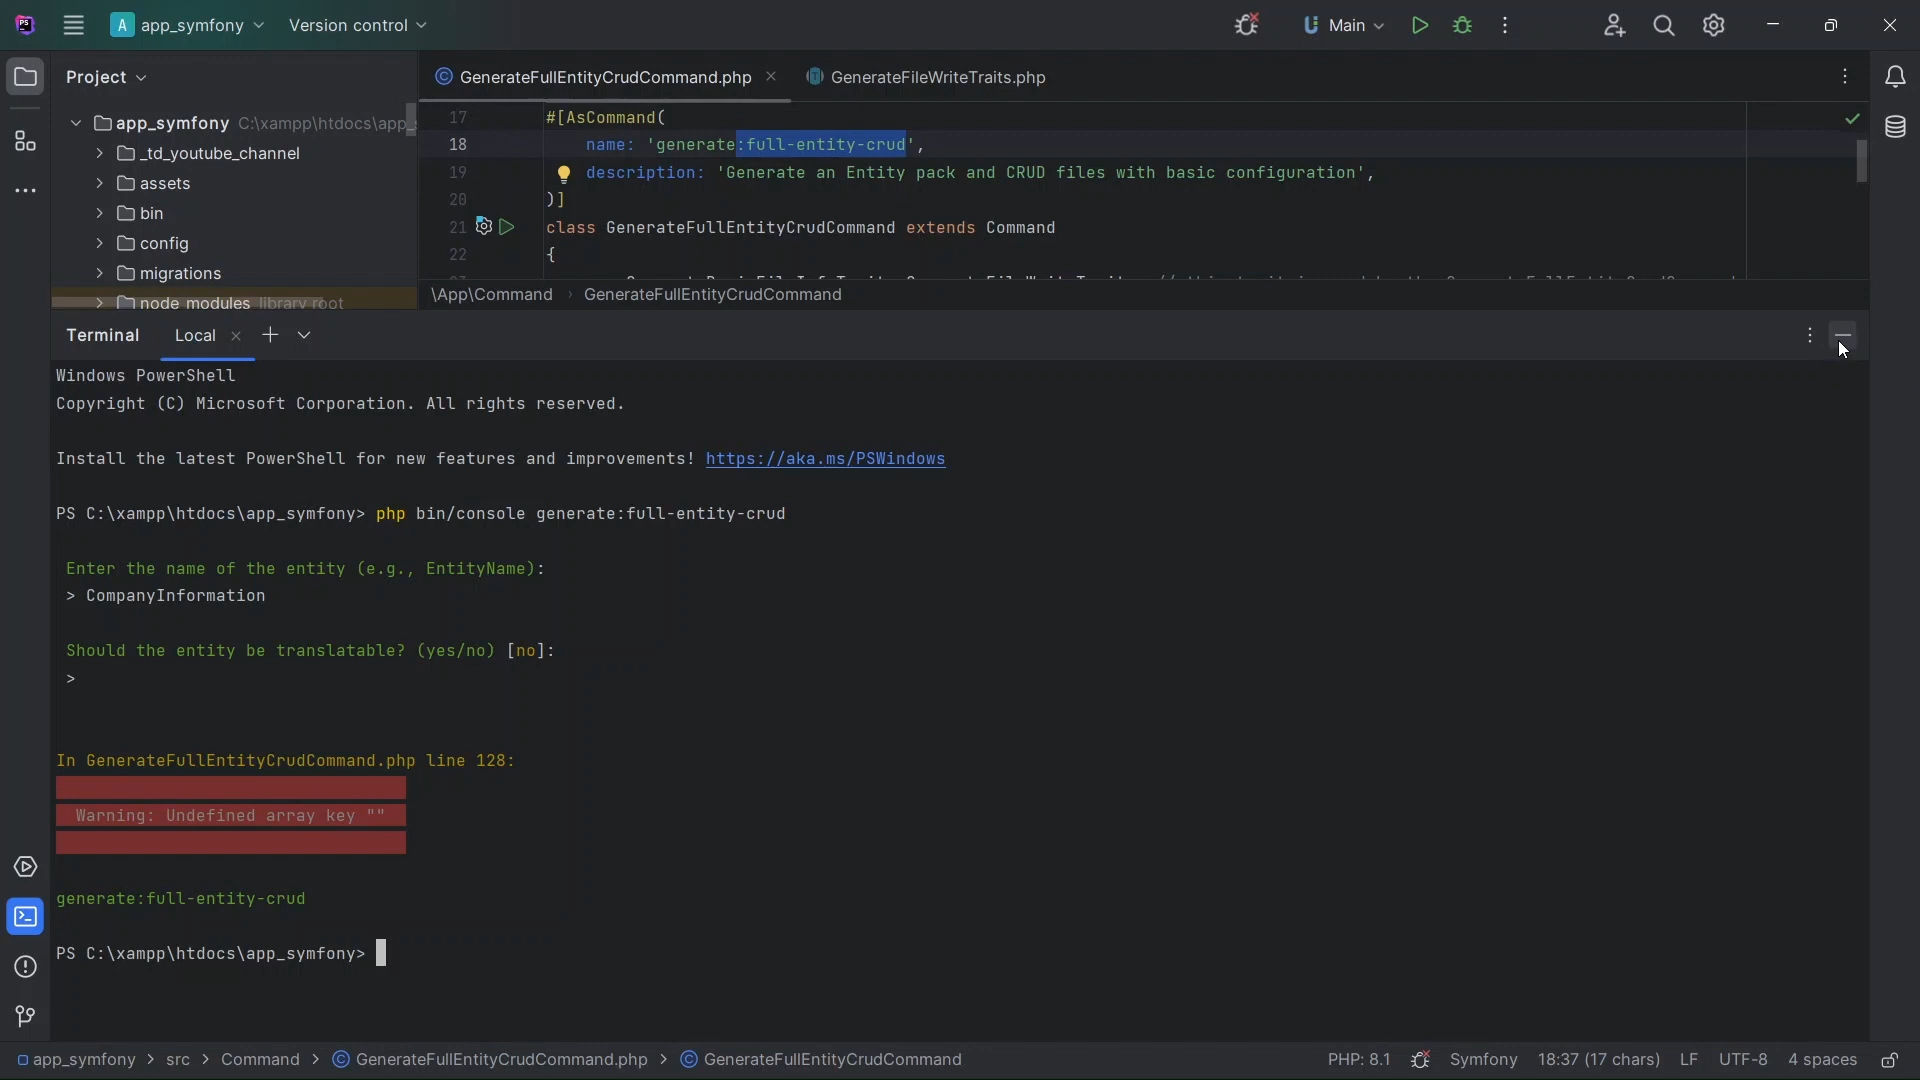 PS
A app_symfony Version control
Main
Project
GenerateFullEntityCrudCommand.php
GenerateFileWriteTraits.php
app_symfony C:\xampp\htdocs\app_s
_td_youtube_channel
assets
bin
config
migrations
node_modules library root
17 #[AsCommand(
18 name: 'generate:full-entity-crud',
19 description: 'Generate an Entity pack and CRUD files with basic configuration',
20 )]
21 class GenerateFullEntityCrudCommand extends Command
22 {
\App\Command > GenerateFullEntityCrudCommand
Terminal Local
Windows PowerShell
Copyright (C) Microsoft Corporation. All rights reserved.
Install the latest PowerShell for new features and improvements! https://aka.ms/PSWindows
PS C:\xampp\htdocs\app_symfony> php bin/console generate:full-entity-crud
Enter the name of the entity (e.g., EntityName):
> CompanyInformation
Should the entity be translatable? (yes/no) [no]:
>
In GenerateFullEntityCrudCommand.php line 128:
Warning: Undefined array key ""
generate:full-entity-crud
PS C:\xampp\htdocs\app_symfony>
app_symfony > src > Command > GenerateFullEntityCrudCommand.php > GenerateFullEntityCrudCommand
PHP: 8.1 Symfony 18:37 (17 chars) LF UTF-8 4 spaces